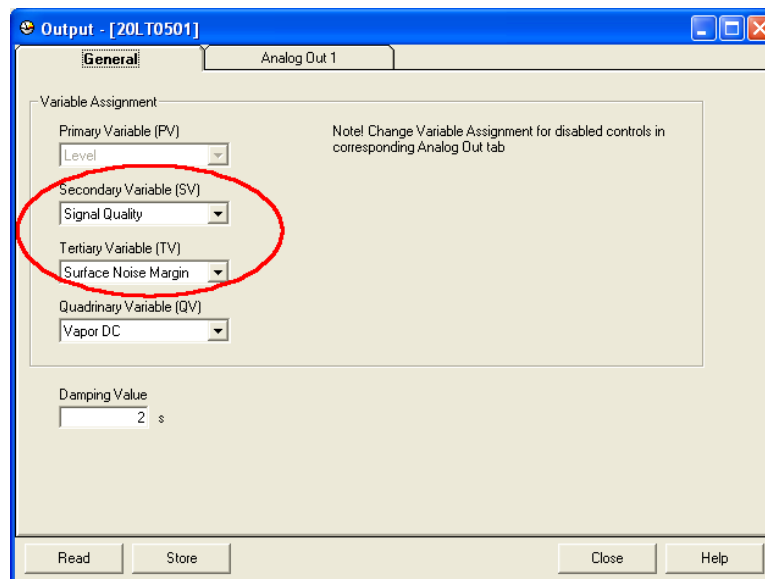 Output - [20LT0501]
General
Analog Out 1
Variable Assignment
Primary Variable (PV)
Level
Note! Change Variable Assignment for disabled controls in
corresponding Analog Out tab
Secondary Variable (SV)
Signal Quality
Tertiary Variable (TV)
Surface Noise Margin
Quadrinary Variable (QV)
Vapor DC
Damping Value
2 s
Read
Store
Close
Help